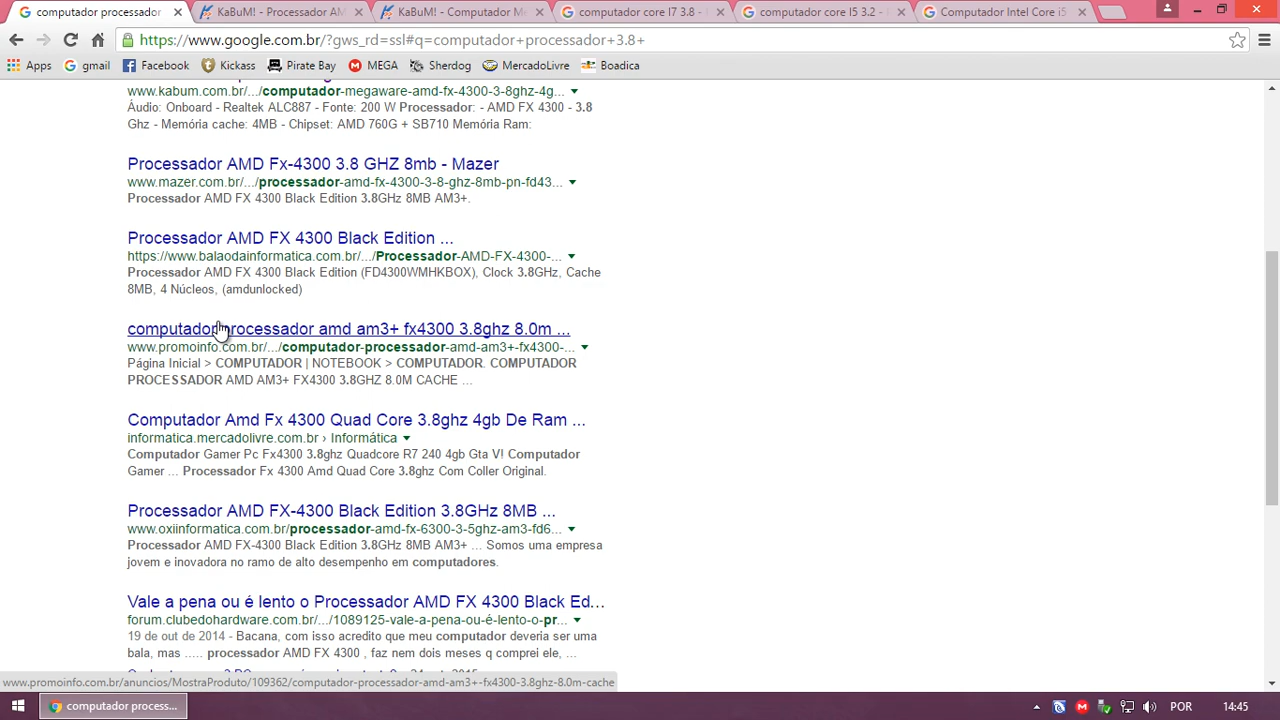 computador processador
KaBuM! - Processador AM
KaBuM! - Computador Me
computador core I7 3.8 -
computador core I5 3.2 -
Computador Intel Core i5
https://www.google.com.br/?gws_rd=ssl#q=computador+processador+3.8+
Apps gmail Facebook Kickass Pirate Bay MEGA Sherdog MercadoLivre Boadica
www.kabum.com.br/.../computador-megaware-amd-fx-4300-3-8ghz-4g...
Áudio: Onboard - Realtek ALC887 - Fonte: 200 W Processador: - AMD FX 4300 - 3.8
Ghz - Memória cache: 4MB - Chipset: AMD 760G + SB710 Memória Ram:
Processador AMD Fx-4300 3.8 GHZ 8mb - Mazer
www.mazer.com.br/.../processador-amd-fx-4300-3-8-ghz-8mb-pn-fd43...
Processador AMD FX 4300 Black Edition 3.8GHz 8MB AM3+.
Processador AMD FX 4300 Black Edition ...
https://www.balaodainformatica.com.br/.../Processador-AMD-FX-4300-...
Processador AMD FX 4300 Black Edition (FD4300WMHKBOX), Clock 3.8GHz, Cache
8MB, 4 Núcleos, (amdunlocked)
computador processador amd am3+ fx4300 3.8ghz 8.0m ...
www.promoinfo.com.br/.../computador-processador-amd-am3+-fx4300-...
Página Inicial > COMPUTADOR | NOTEBOOK > COMPUTADOR. COMPUTADOR
PROCESSADOR AMD AM3+ FX4300 3.8GHZ 8.0M CACHE ...
Computador Amd Fx 4300 Quad Core 3.8ghz 4gb De Ram ...
informatica.mercadolivre.com.br › Informática
Computador Gamer Pc Fx4300 3.8ghz Quadcore R7 240 4gb Gta V! Computador
Gamer ... Processador Fx 4300 Amd Quad Core 3.8ghz Com Coller Original.
Processador AMD FX-4300 Black Edition 3.8GHz 8MB ...
www.oxiinformatica.com.br/processador-amd-fx-6300-3-5ghz-am3-fd6...
Processador AMD FX-4300 Black Edition 3.8GHz 8MB AM3+ ... Somos uma empresa
jovem e inovadora no ramo de alto desempenho em computadores.
Vale a pena ou é lento o Processador AMD FX 4300 Black Ed...
forum.clubedohardware.com.br/.../1089125-vale-a-pena-ou-é-lento-o-pr...
19 de out de 2014 - Bacana, com isso acredito que meu computador deveria ser uma
bala, mas ..... processador AMD FX 4300 , faz nem dois meses q comprei ele, ...
www.promoinfo.com.br/anuncios/MostraProduto/109362/computador-processador-amd-am3+-fx4300-3.8ghz-8.0m-cache
computador process...
POR
14:45